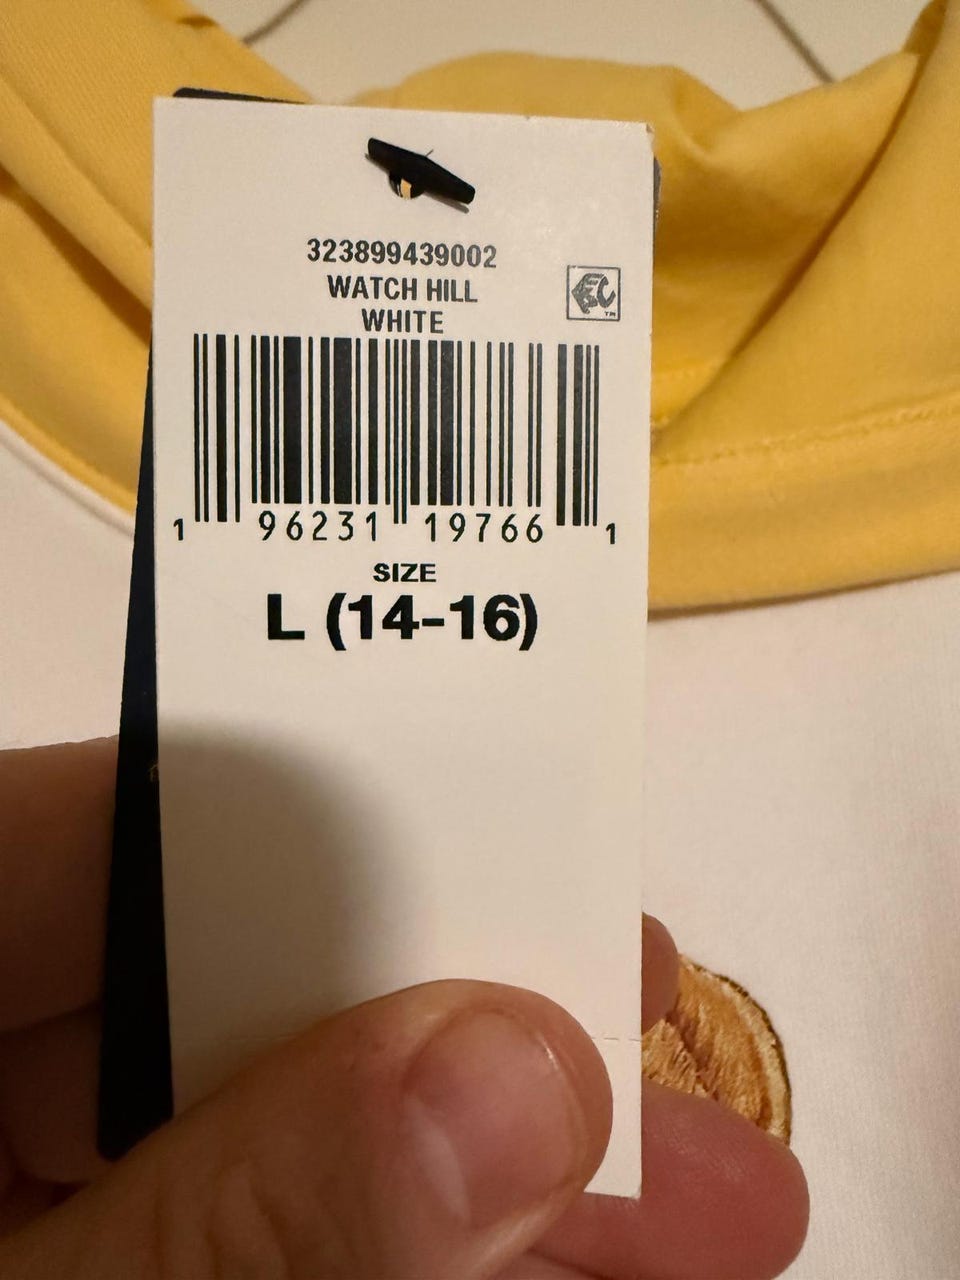 323899439002
WATCH HILL
WHITE
1 96231 19766 1
SIZE
L (14-16)